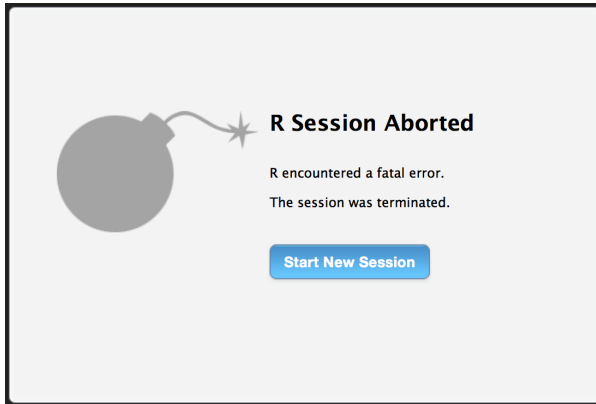 R Session Aborted
R encountered a fatal error.
The session was terminated.
Start New Session